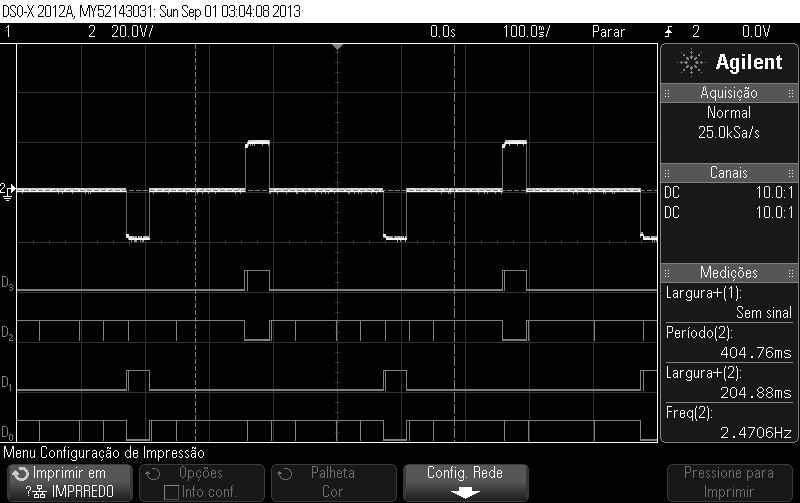 DSO-X 2012A, MY52143031: Sun Sep 01 03:04:08 2013
1 2 20.0V/ 0.0s 100.0ms/ Parar 2 0.0V
Agilent
Aquisição
Normal
25.0kSa/s
Canais
DC 10.0:1
DC 10.0:1
Medições
Largura+(1):
Sem sinal
Período(2):
404.76ms
Largura+(2):
204.88ms
Freq(2):
2.4706Hz
2
D3
D2
D1
D0
Menu Configuração de Impressão
Imprimir em
? IMPRREDO
Opções
Info conf.
Palheta
Cor
Config. Rede
Pressione para
Imprimir